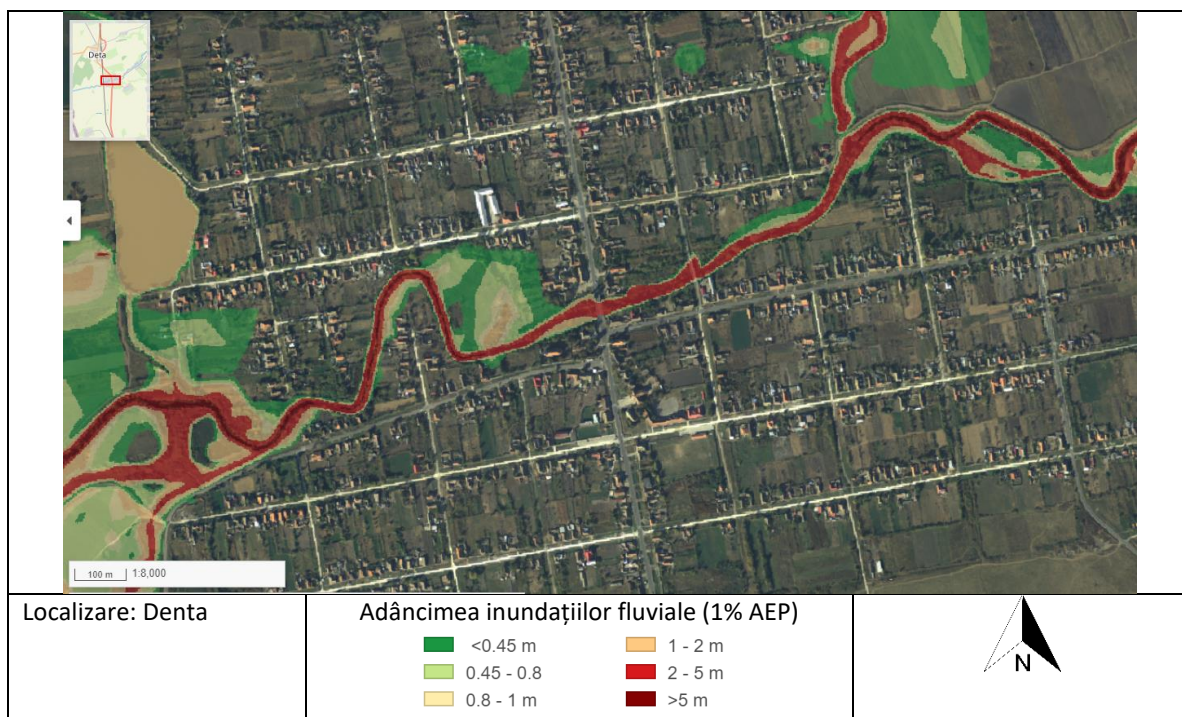 Deta
100 m 1:8,000
Localizare: Denta
Adâncimea inundațiilor fluviale (1% AEP)
<0.45 m 1 - 2 m
0.45 - 0.8 2 - 5 m
0.8 - 1 m >5 m
N